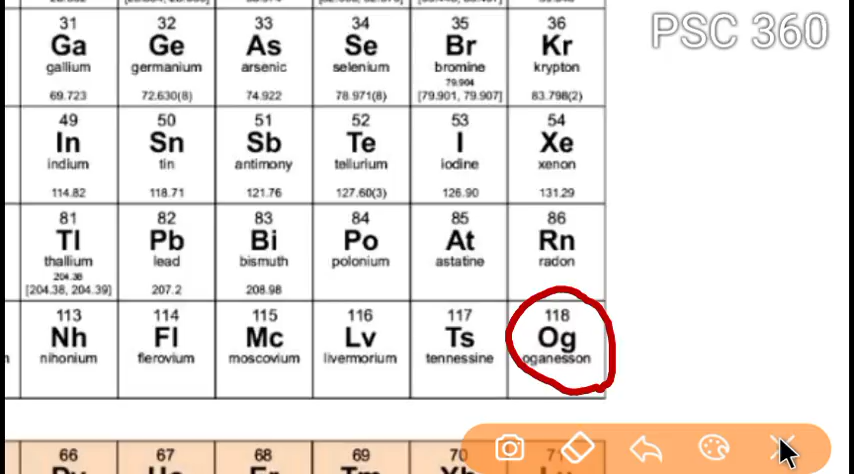 PSC 360
31 32 33 34 35 36
Ga Ge As Se Br Kr
gallium germanium arsenic selenium bromine krypton
79.904
69.723 72.630(8) 74.922 78.971(8) [79.901, 79.907] 83.798(2)
49 50 51 52 53 54
In Sn Sb Te I Xe
indium tin antimony tellurium iodine xenon
114.82 118.71 121.76 127.60(3) 126.90 131.29
81 82 83 84 85 86
Tl Pb Bi Po At Rn
thallium lead bismuth polonium astatine radon
204.38
[204.38, 204.39] 207.2 208.98
113 114 115 116 117 118
Nh Fl Mc Lv Ts Og
nihonium flerovium moscovium livermorium tennessine oganesson
66 67 68 69 70 71